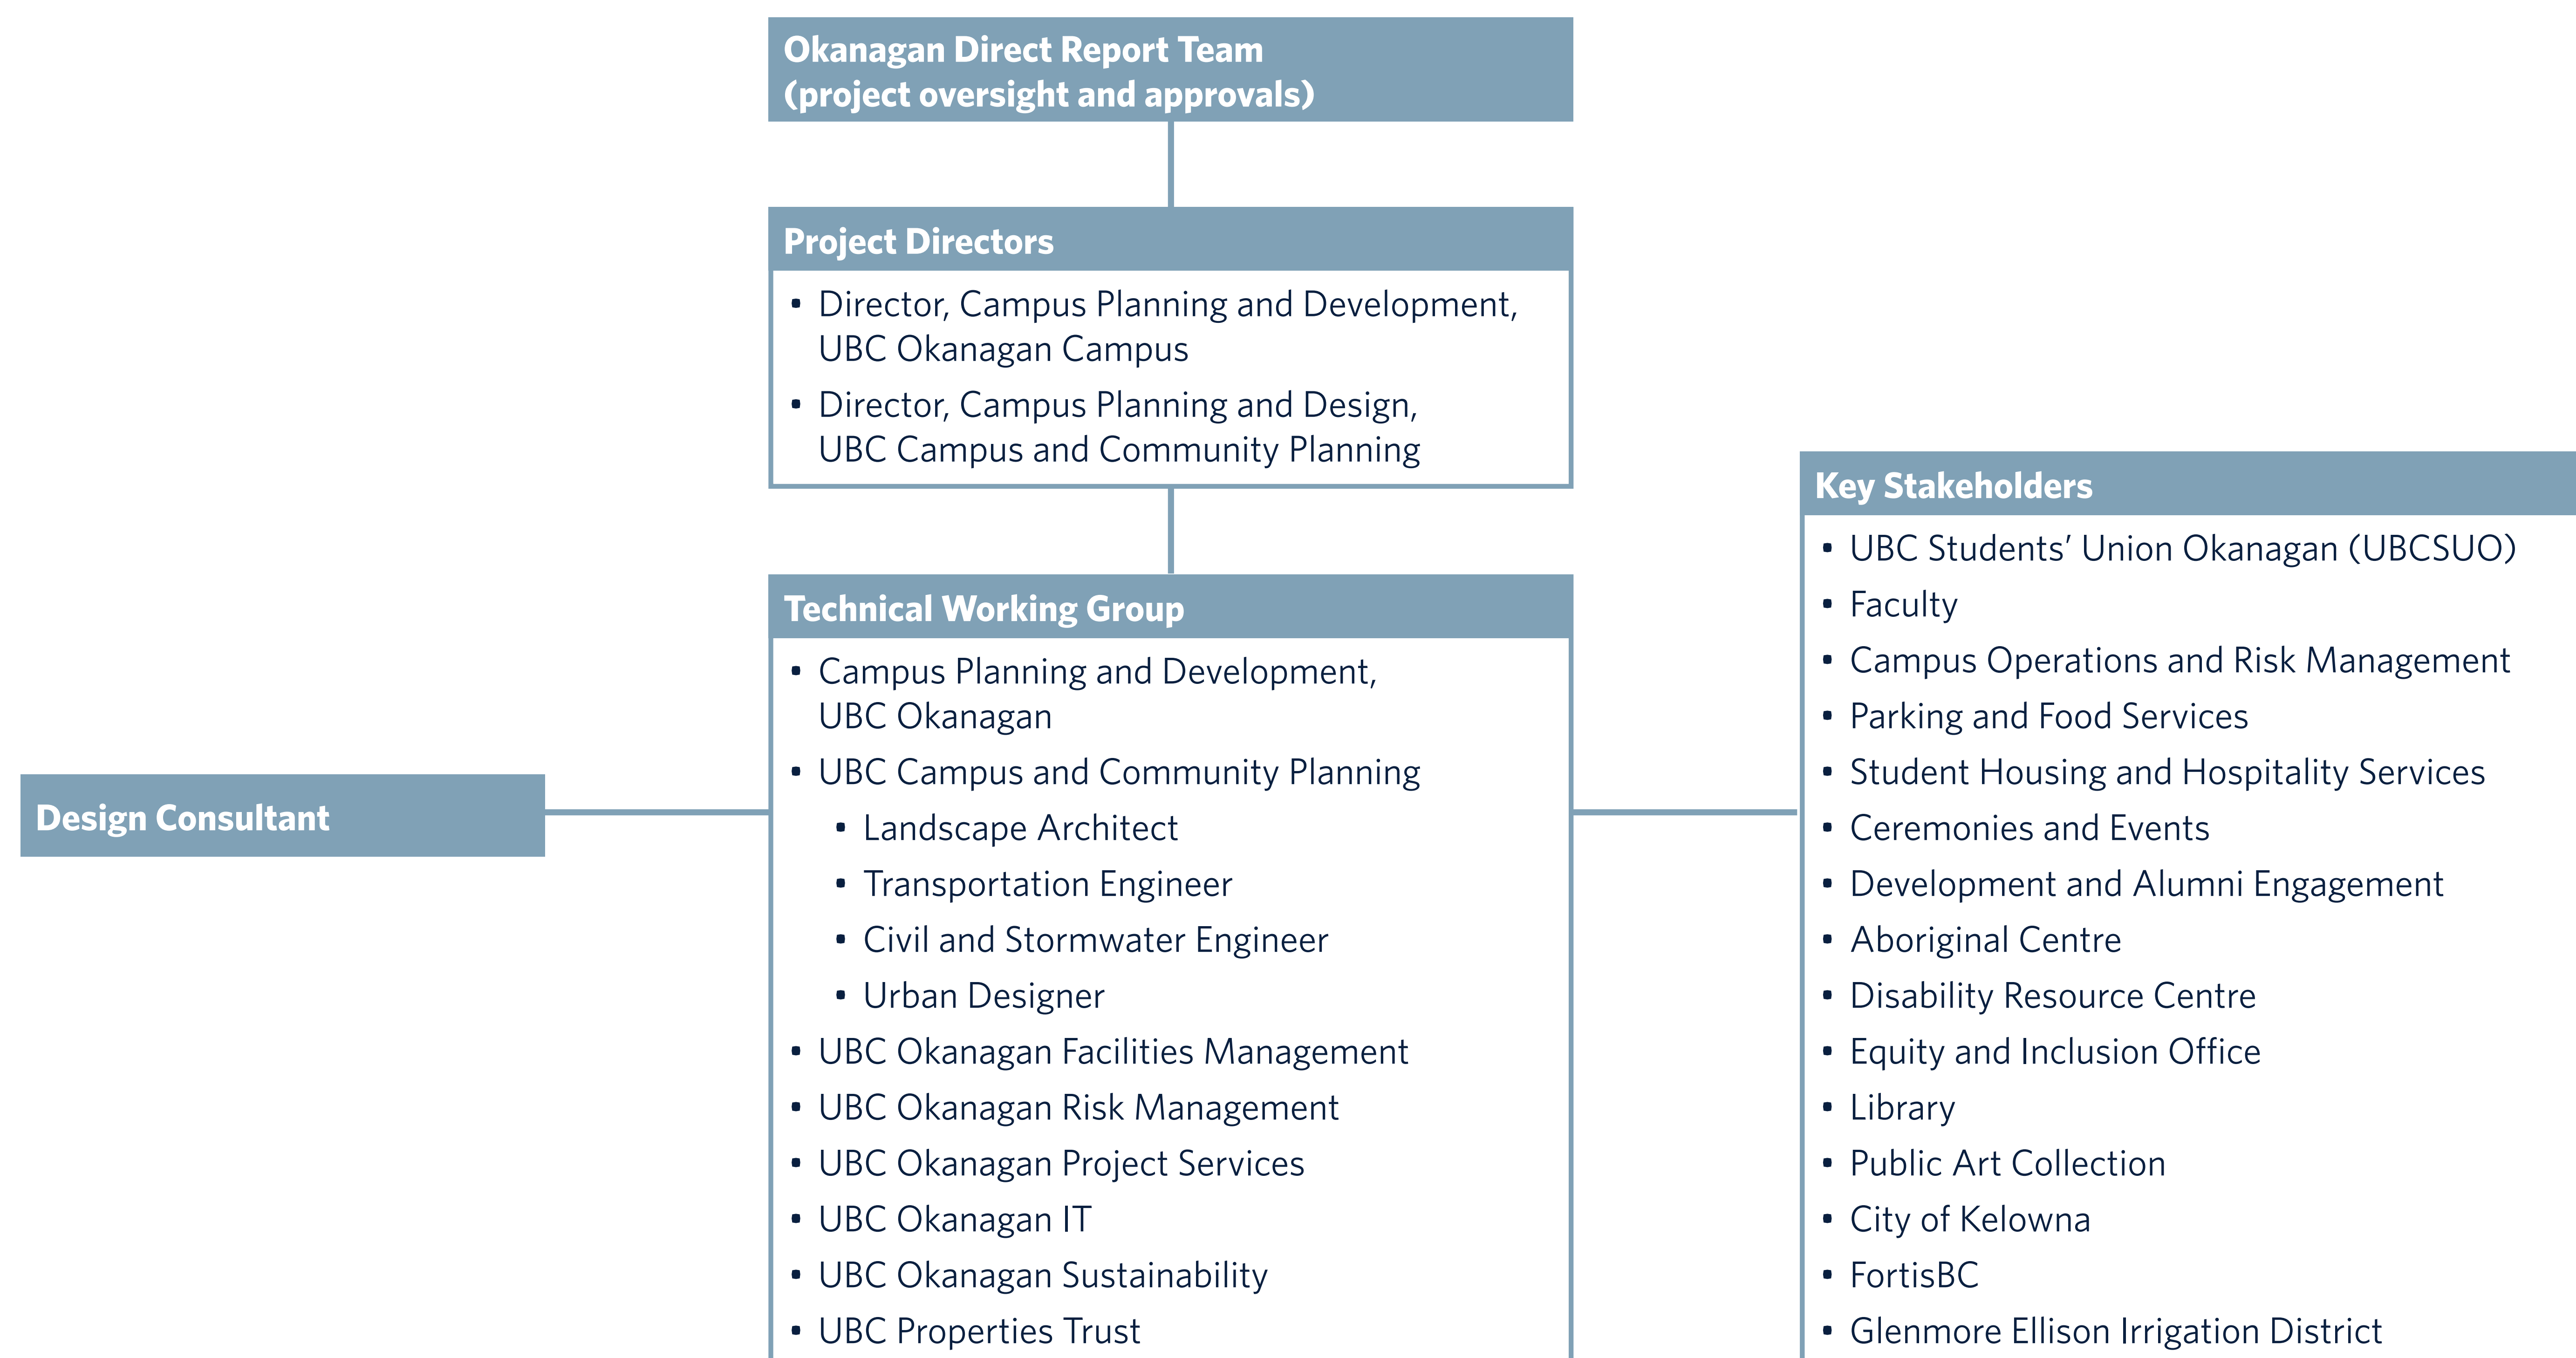 Okanagan Direct Report Team
(project oversight and approvals)
Project Directors
• Director, Campus Planning and Development,
UBC Okanagan Campus
• Director, Campus Planning and Design,
UBC Campus and Community Planning
Technical Working Group
• Campus Planning and Development,
UBC Okanagan
• UBC Campus and Community Planning
• Landscape Architect
• Transportation Engineer
• Civil and Stormwater Engineer
• Urban Designer
• UBC Okanagan Facilities Management
• UBC Okanagan Risk Management
• UBC Okanagan Project Services
• UBC Okanagan IT
• UBC Okanagan Sustainability
• UBC Properties Trust
Design Consultant
Key Stakeholders
• UBC Students’ Union Okanagan (UBCSUO)
• Faculty
• Campus Operations and Risk Management
• Parking and Food Services
• Student Housing and Hospitality Services
• Ceremonies and Events
• Development and Alumni Engagement
• Aboriginal Centre
• Disability Resource Centre
• Equity and Inclusion Office
• Library
• Public Art Collection
• City of Kelowna
• FortisBC
• Glenmore Ellison Irrigation District